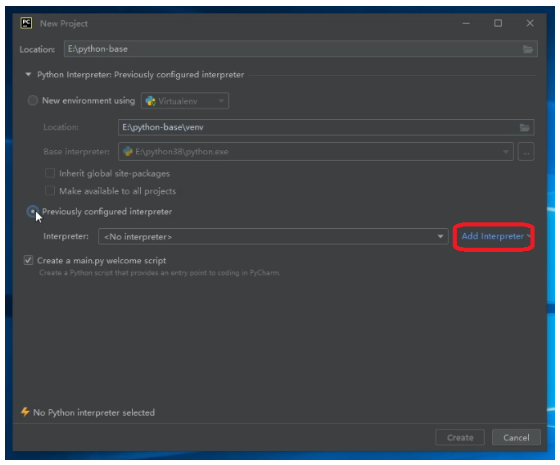 PC New Project
Location: E:\python-base
Python Interpreter: Previously configured interpreter
New environment using Virtualenv
Location: E:\python-base\venv
Base interpreter: E:\python38\python.exe ...
Inherit global site-packages
Make available to all projects
Previously configured interpreter
Interpreter: <No interpreter> Add Interpreter
Create a main.py welcome script
Create a Python script that provides an entry point to coding in PyCharm.
No Python interpreter selected
Create Cancel